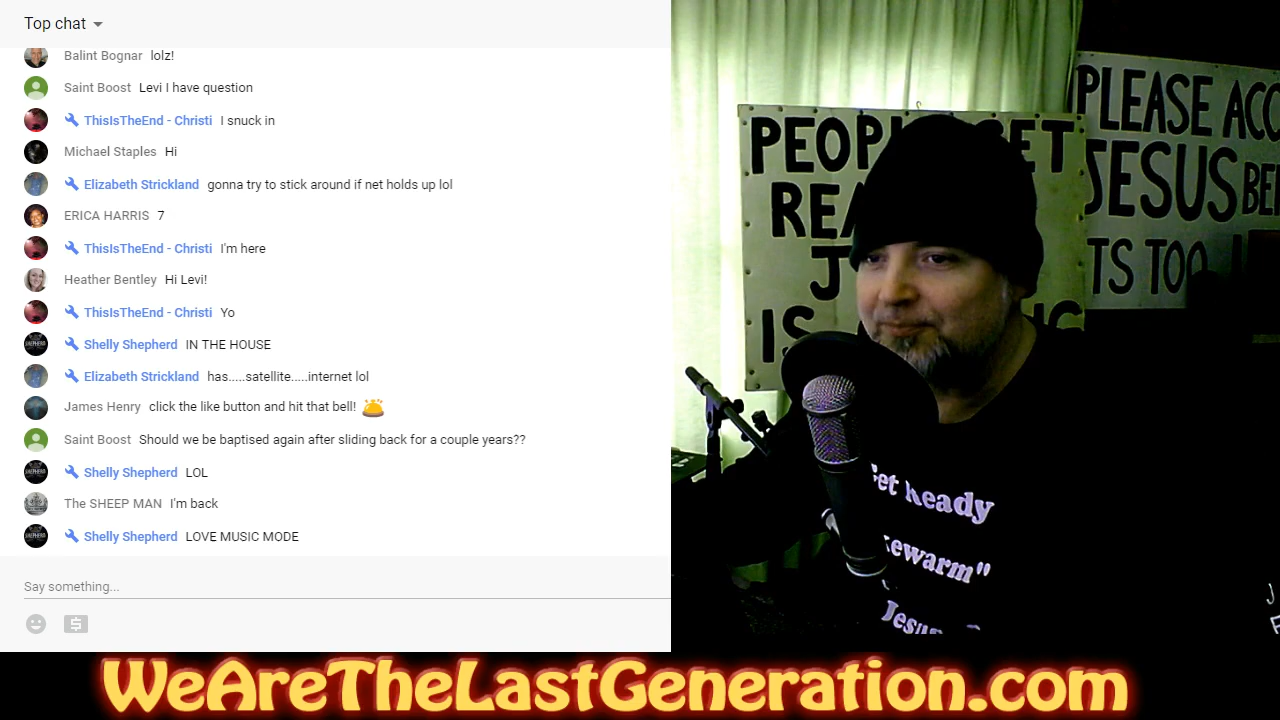 Top chat
Balint Bognar lolz!
Saint Boost Levi I have question
ThisIsTheEnd - Christi I snuck in
Michael Staples Hi
Elizabeth Strickland gonna try to stick around if net holds up lol
ERICA HARRIS 7
ThisIsTheEnd - Christi I'm here
Heather Bentley Hi Levi!
ThisIsTheEnd - Christi Yo
Shelly Shepherd IN THE HOUSE
Elizabeth Strickland has.....satellite.....internet lol
James Henry click the like button and hit that bell!
Saint Boost Should we be baptised again after sliding back for a couple years??
Shelly Shepherd LOL
The SHEEP MAN I'm back
Shelly Shepherd LOVE MUSIC MODE
Say something...
PEOPL ET
REA
J
IS NG
PLEASE ACC
JESUS BE
TS TOO
Get Ready
ewarm"
Jesus
WeAreTheLastGeneration.com